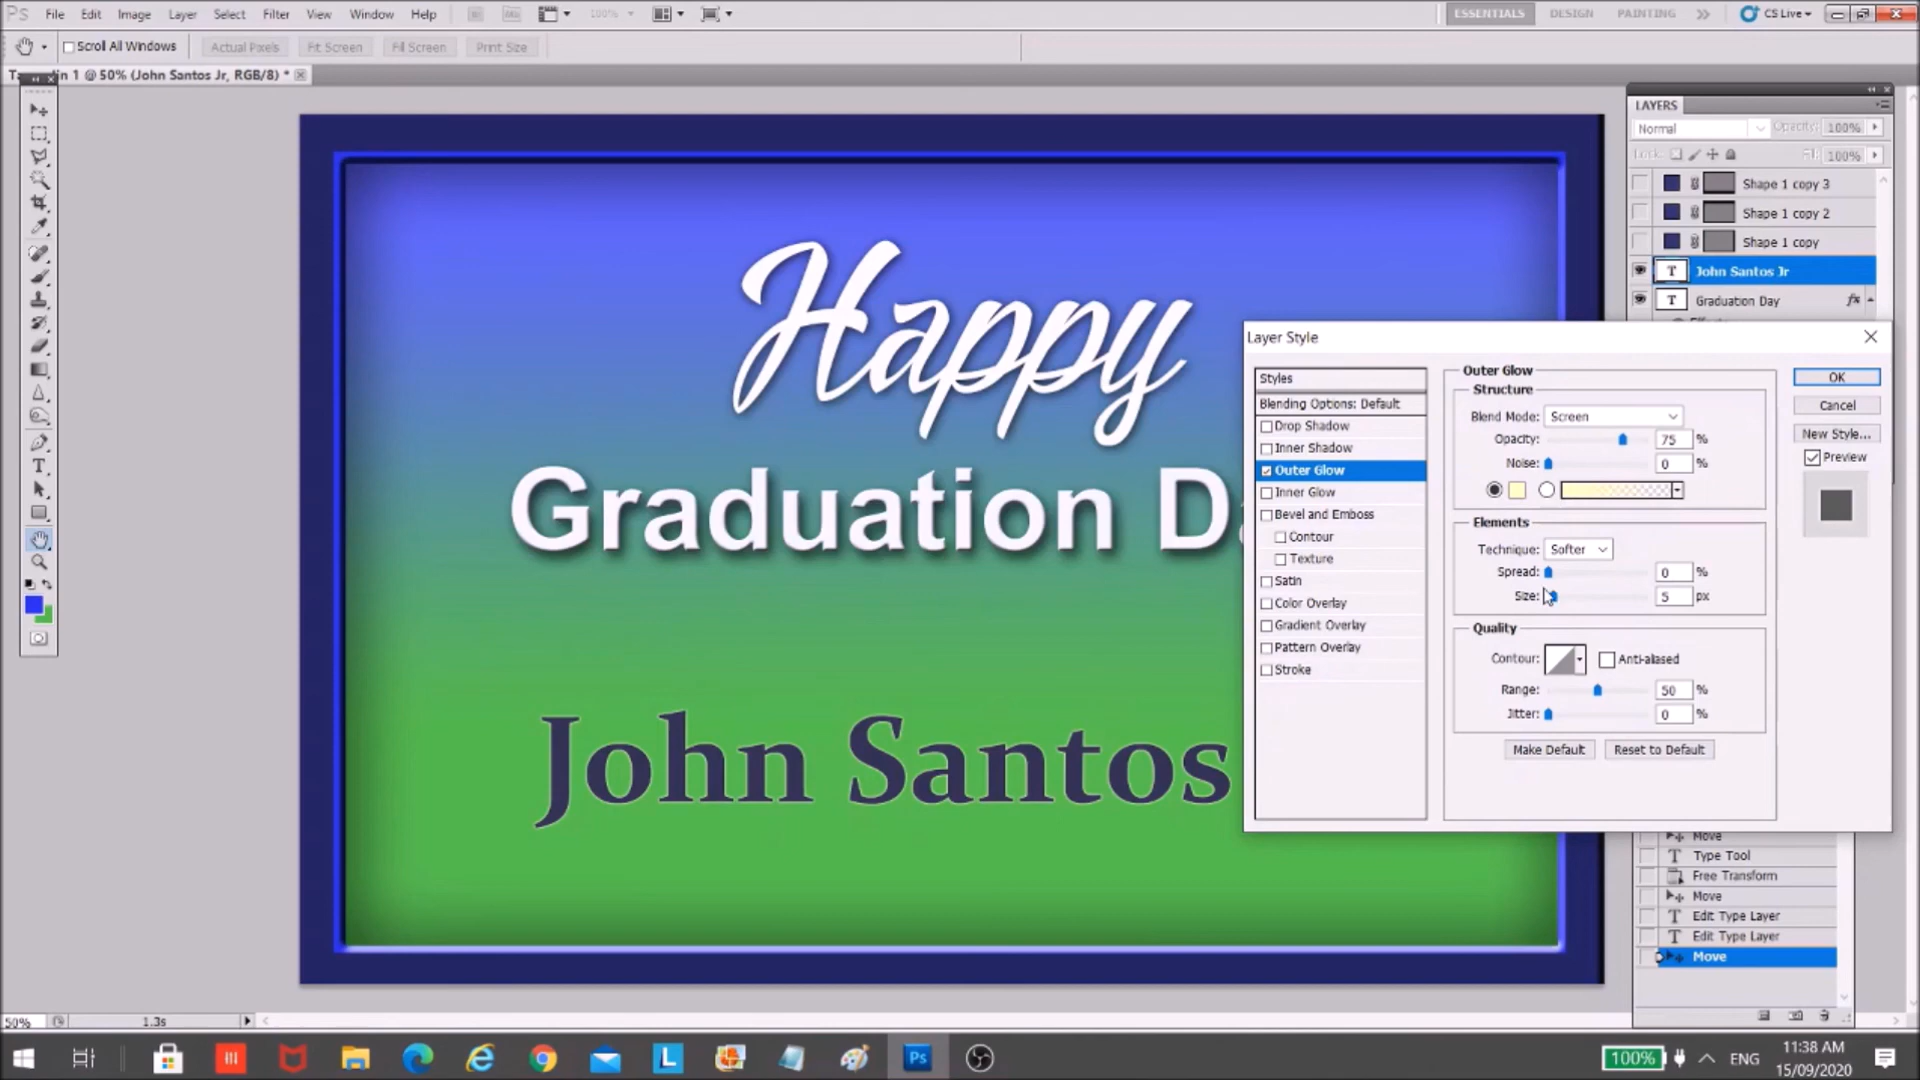 Ps File Edit Image Layer Select Filter View Window Help 100% ESSENTIALS DESIGN PAINTING >> CS Live
Scroll All Windows Actual Pixels Fit Screen Fill Screen Print Size
in 1 @ 50% (John Santos Jr, RGB/8) *
LAYERS
Normal Opacity: 100%
Lock: Fill: 100%
Shape 1 copy 3
Shape 1 copy 2
Shape 1 copy
T John Santos Jr
T Graduation Day fx
Happy
Graduation Da
John Santos
Layer Style
Styles
Blending Options: Default
Drop Shadow
Inner Shadow
Outer Glow
Inner Glow
Bevel and Emboss
Contour
Texture
Satin
Color Overlay
Gradient Overlay
Pattern Overlay
Stroke
Outer Glow
Structure
Blend Mode: Screen
Opacity: 75 %
Noise: 0 %
Elements
Technique: Softer
Spread: 0 %
Size: 5 px
Quality
Contour: Anti-aliased
Range: 50 %
Jitter: 0 %
Make Default Reset to Default
OK
Cancel
New Style...
Preview
Move
T Type Tool
Free Transform
Move
T Edit Type Layer
T Edit Type Layer
Move
50% 1.3s
L Ps 100% ENG 11:38 AM
15/09/2020